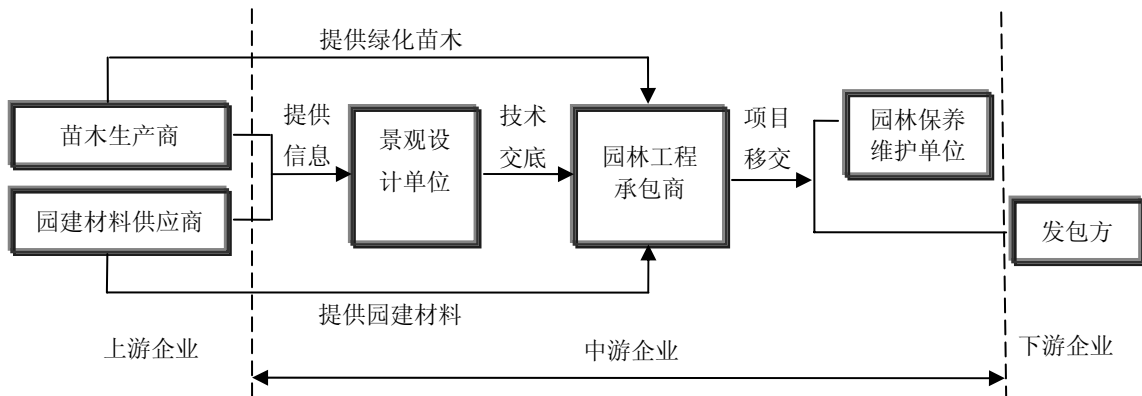 提供绿化苗木
苗木生产商
园建材料供应商
提供
信息
景观设
计单位
技术
交底
园林工程
承包商
项目
移交
园林保养
维护单位
发包方
提供园建材料
上游企业
中游企业
下游企业